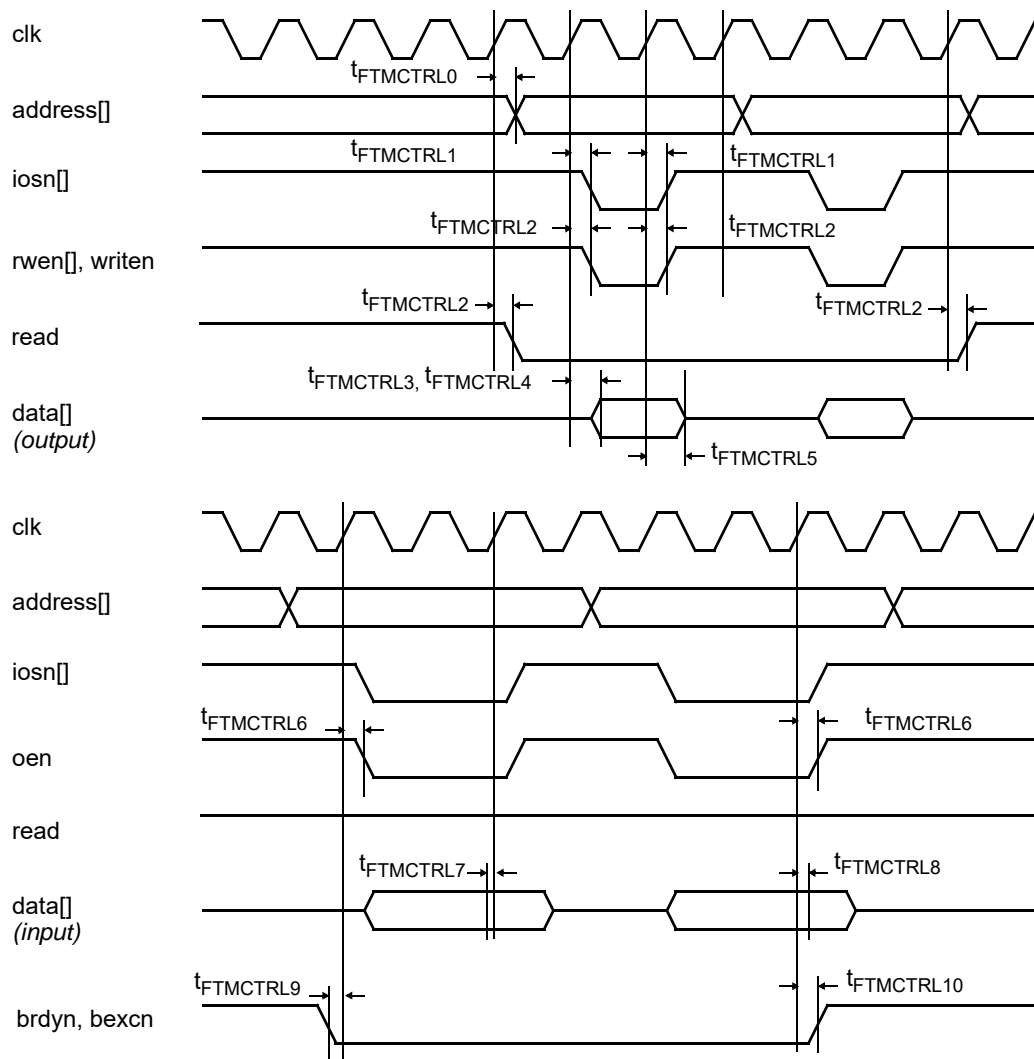 clk
tFTMCTRL0
address[]
tFTMCTRL1 tFTMCTRL1
iosn[]
tFTMCTRL2 tFTMCTRL2
rwen[], writen
tFTMCTRL2 tFTMCTRL2
read
tFTMCTRL3, tFTMCTRL4
data[]
(output)
tFTMCTRL5
clk
address[]
iosn[]
tFTMCTRL6 tFTMCTRL6
oen
read
tFTMCTRL7 tFTMCTRL8
data[]
(input)
tFTMCTRL9 tFTMCTRL10
brdyn, bexcn